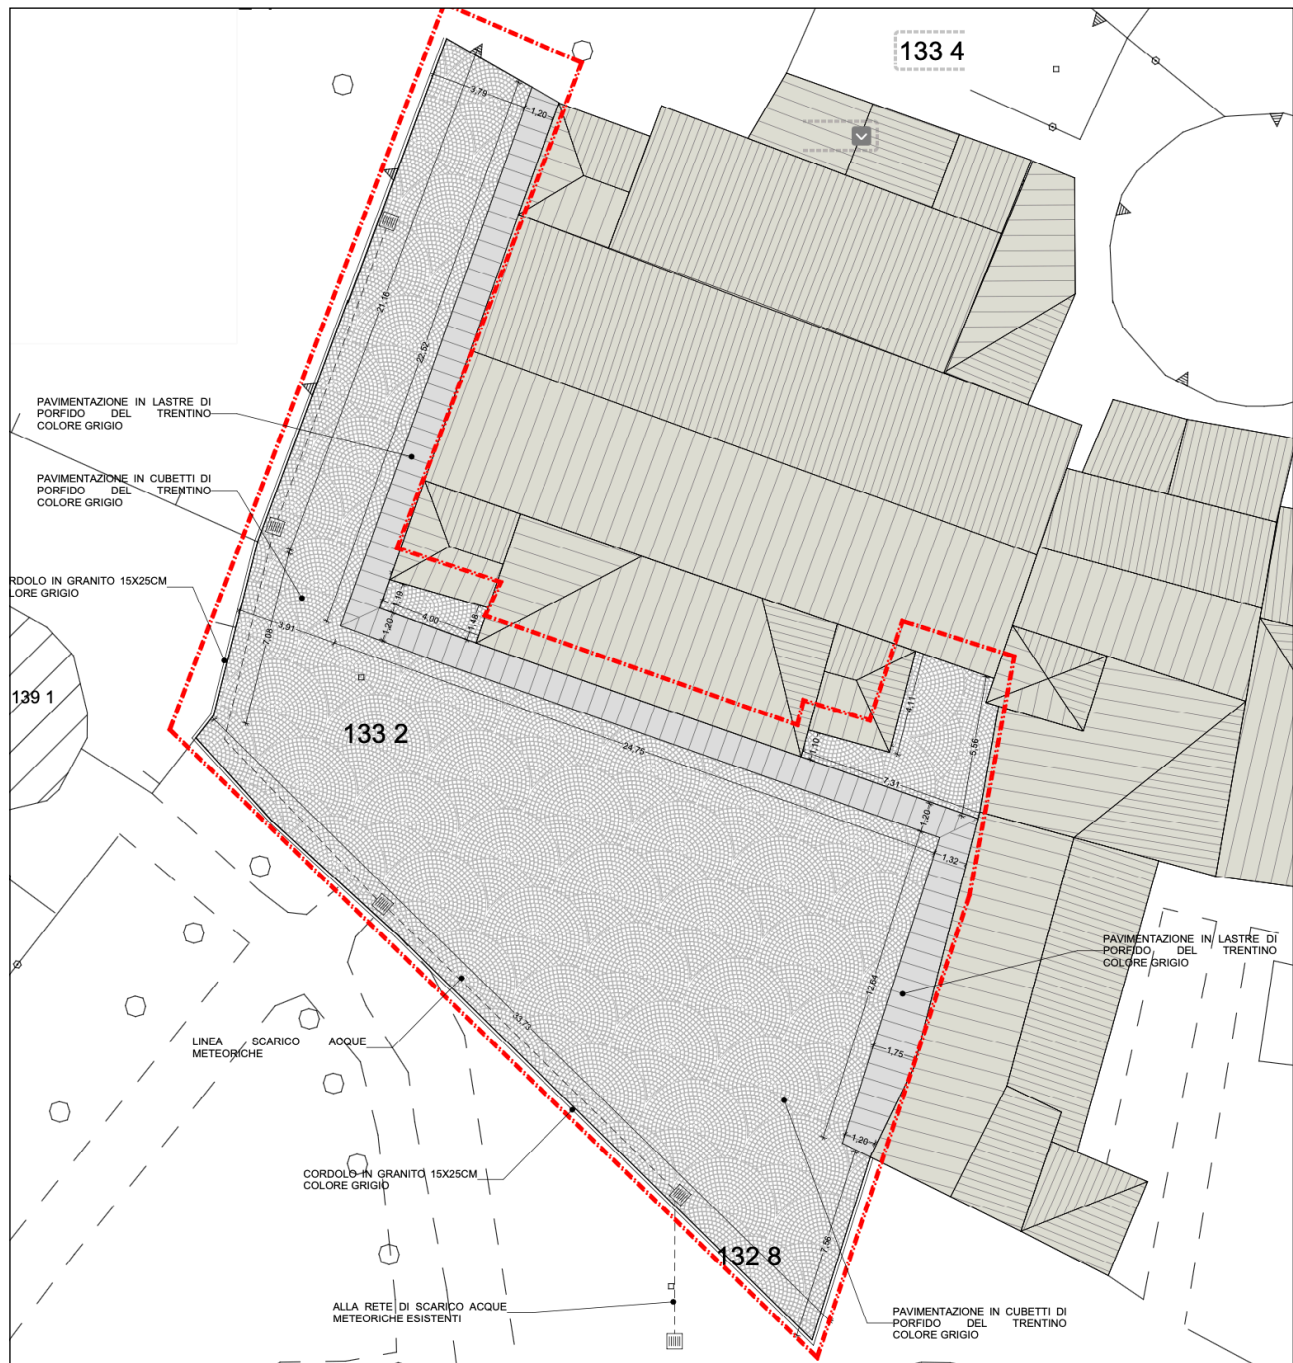 133 4
3,79
1,20
21,16
22,52
PAVIMENTAZIONE IN LASTRE DI
PORFIDO DEL TRENTINO
COLORE GRIGIO
PAVIMENTAZIONE IN CUBETTI DI
PORFIDO DEL TRENTINO
COLORE GRIGIO
RDOLO IN GRANITO 15X25CM
LORE GRIGIO
1,19
4,00
1,48
1,20
3,91
7,08
139 1
133 2
24,75
4,11
5,56
1,10
7,31
1,20
1,32
PAVIMENTAZIONE IN LASTRE DI
PORFIDO DEL TRENTINO
COLORE GRIGIO
12,64
33,73
LINEA SCARICO ACQUE
METEORICHE
1,75
1,20
CORDOLO IN GRANITO 15X25CM
COLORE GRIGIO
7,56
132 8
ALLA RETE DI SCARICO ACQUE
METEORICHE ESISTENTI
PAVIMENTAZIONE IN CUBETTI DI
PORFIDO DEL TRENTINO
COLORE GRIGIO